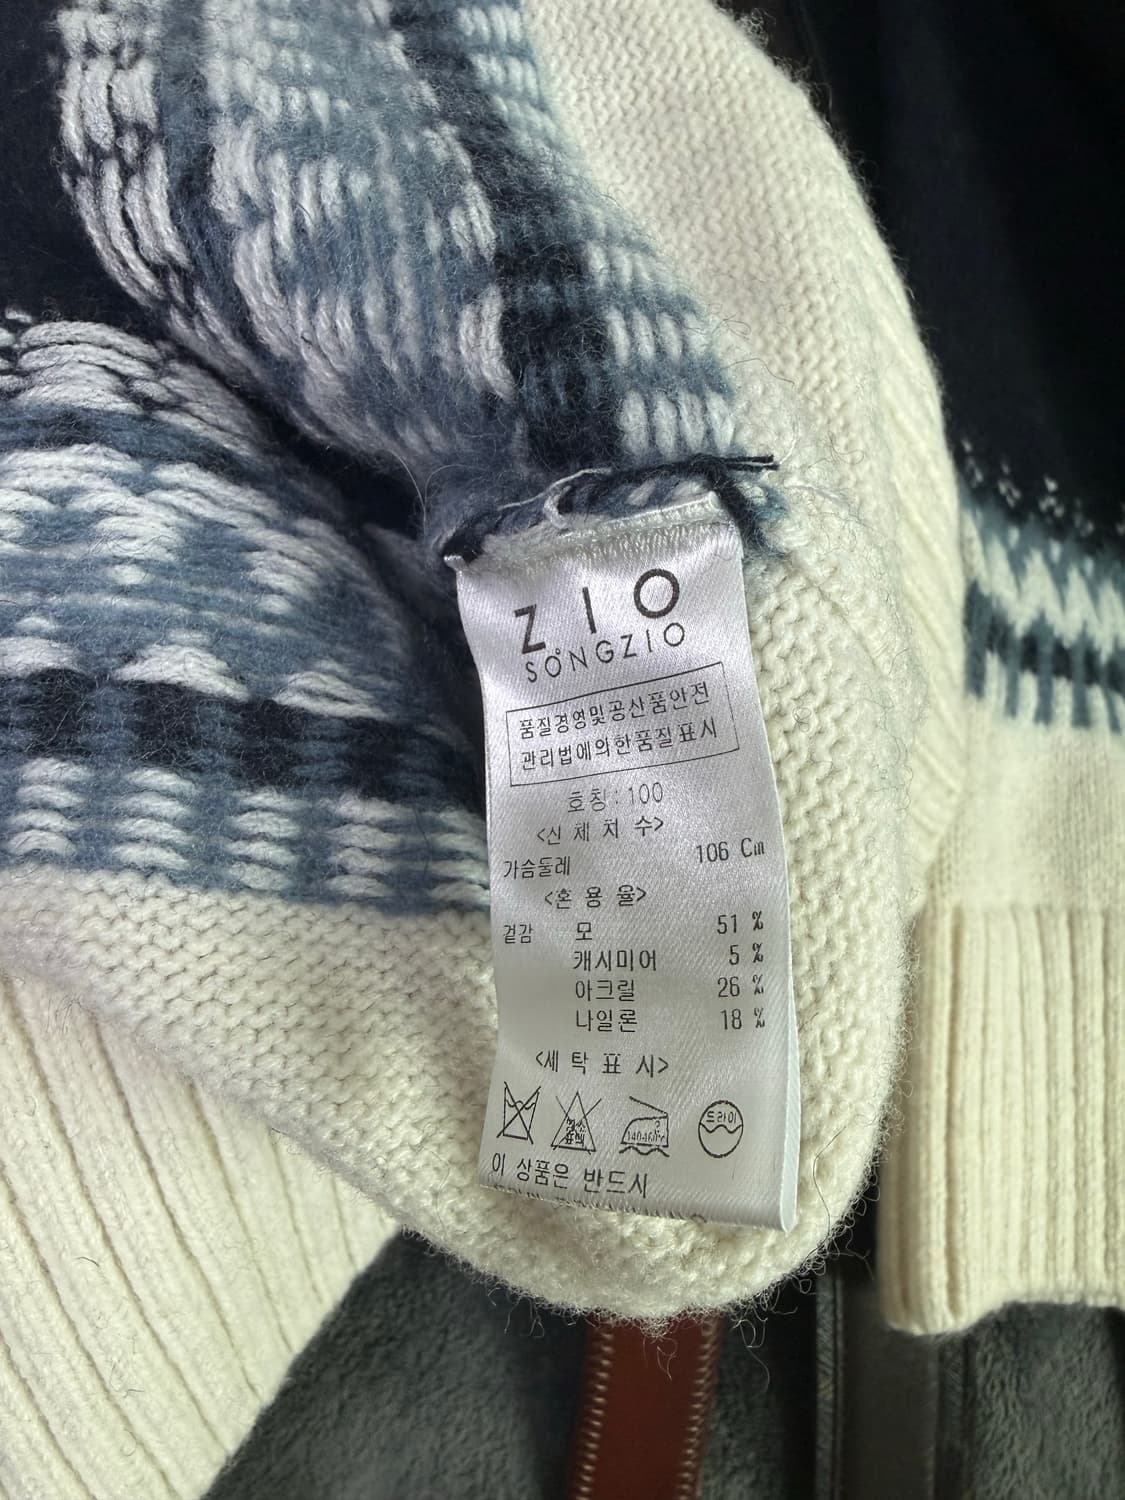 ZIO
SONGZIO
품질경영및공산품안전
관리법에의한품질표시
호칭:100
<신 체 치 수>
가슴둘레 106 Cm
<혼 용 율>
겉감 모 51 %
캐시미어 5 %
아크릴 26 %
나일론 18 %
<세 탁 표 시>
드라이
이 상품은 반드시